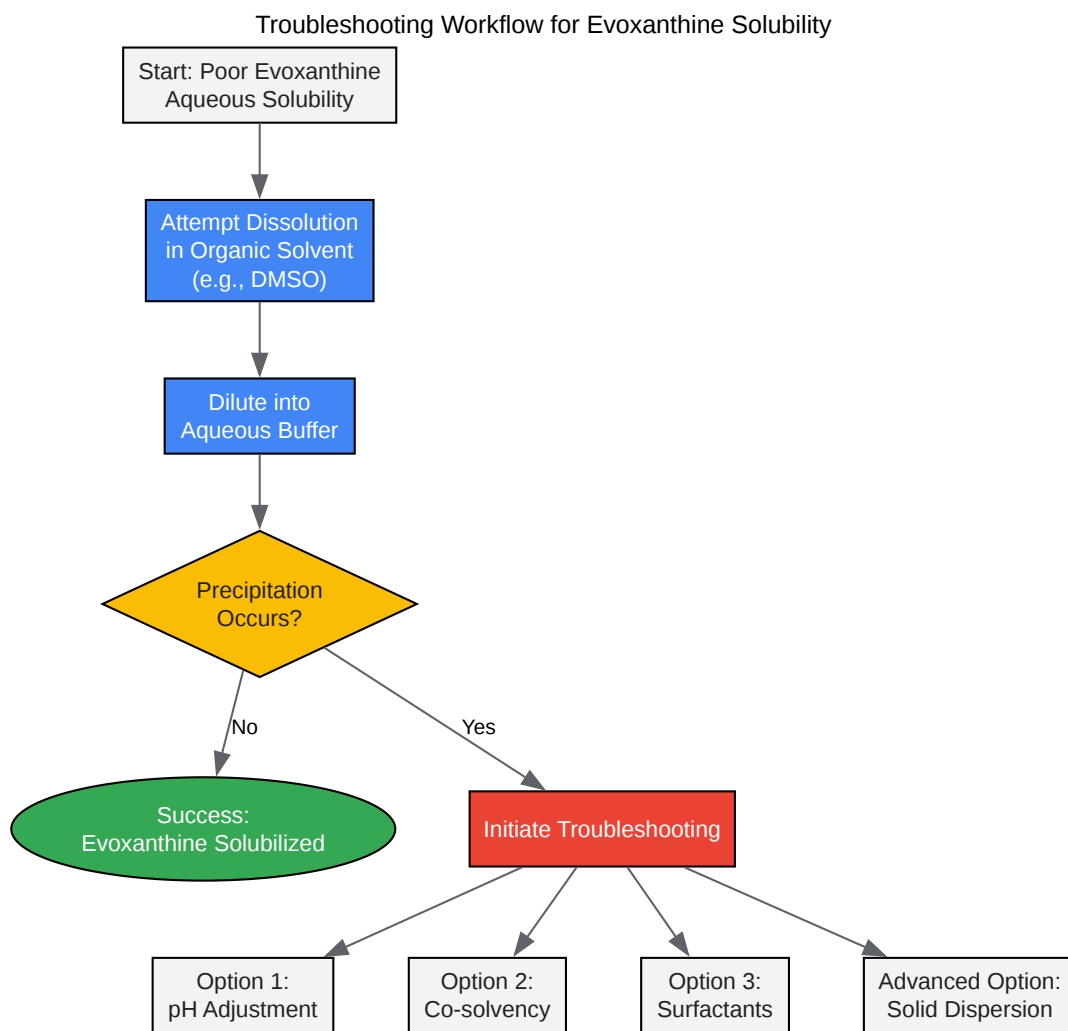 Troubleshooting Workflow for Evoxanthine Solubility
Start: Poor Evoxanthine
Aqueous Solubility
Attempt Dissolution
in Organic Solvent
(e.g., DMSO)
Dilute into
Aqueous Buffer
Precipitation
Occurs?
No
Yes
Success:
Evoxanthine Solubilized
Initiate Troubleshooting
Option 1:
pH Adjustment
Option 2:
Co-solvency
Option 3:
Surfactants
Advanced Option:
Solid Dispersion